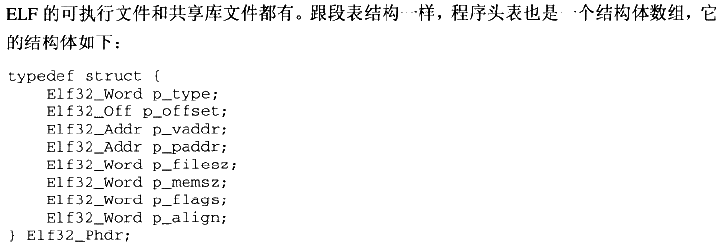 ELF 的可执行文件和共享库文件都有。跟段表结构一样，程序头表也是一个结构体数组，它
的结构体如下：
typedef struct {
    Elf32_Word p_type;
    Elf32_Off p_offset;
    Elf32_Addr p_vaddr;
    Elf32_Addr p_paddr;
    Elf32_Word p_filesz;
    Elf32_Word p_memsz;
    Elf32_Word p_flags;
    Elf32_Word p_align;
} Elf32_Phdr;